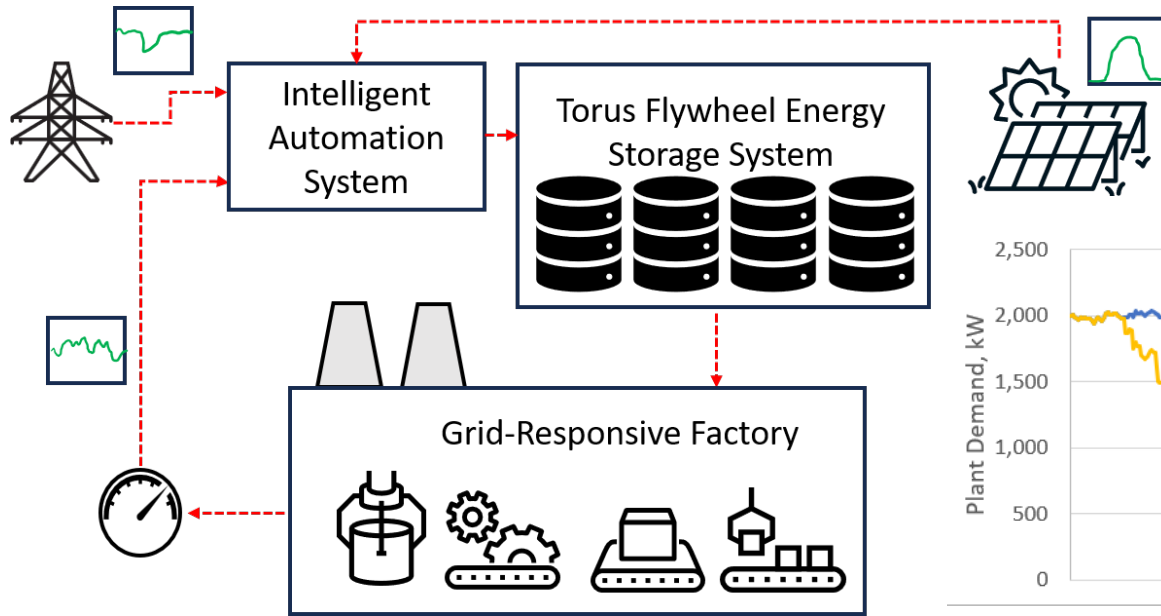 Intelligent
Automation
System
Torus Flywheel Energy
Storage System
Grid-Responsive Factory
Plant Demand, kW
2,500
2,000
1,500
1,000
500
0